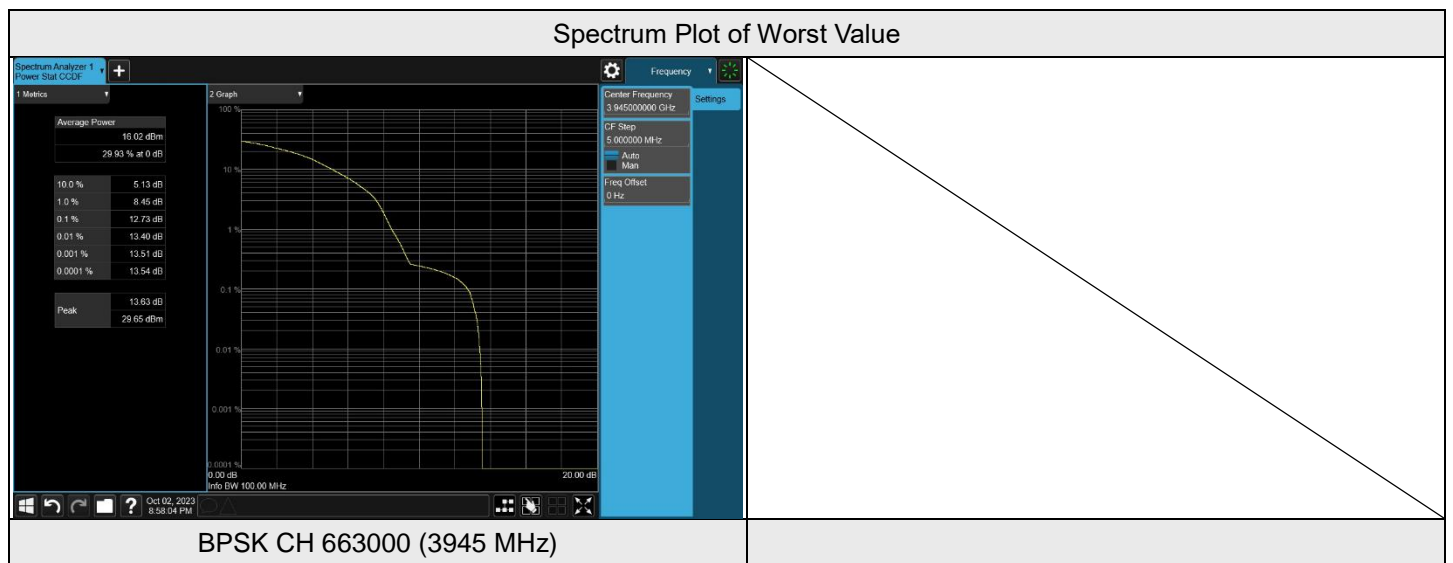 Spectrum Plot of Worst Value
Spectrum Analyzer 1
Power Stat CCDF
Frequency
1 Metrics
2 Graph
Center Frequency
3.945000000 GHz
Settings
CF Step
5.000000 MHz
Auto
Man
Freq Offset
0 Hz
Average Power
16.02 dBm
29.93 % at 0 dB
10.0 % 5.13 dB
1.0 % 8.45 dB
0.1 % 12.73 dB
0.01 % 13.40 dB
0.001 % 13.51 dB
0.0001 % 13.54 dB
Peak 13.63 dB
29.65 dBm
100 %
10 %
1 %
0.1 %
0.01 %
0.001 %
0.0001 %
0.00 dB 20.00 dB
Info BW 100.00 MHz
Oct 02, 2023
8:58:04 PM
BPSK CH 663000 (3945 MHz)